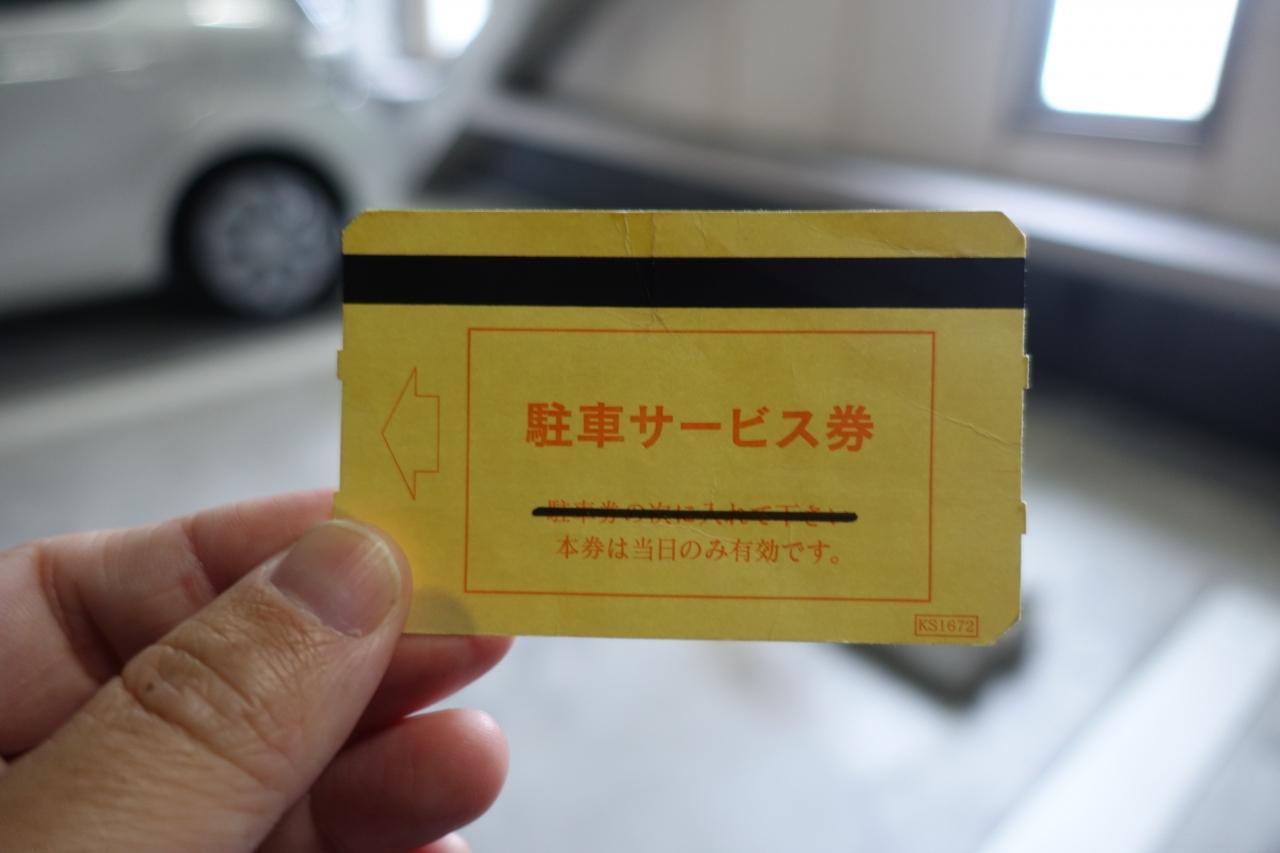 駐車サービス券
駐車券の次に入れて下さい
本券は当日のみ有効です。
KS1672